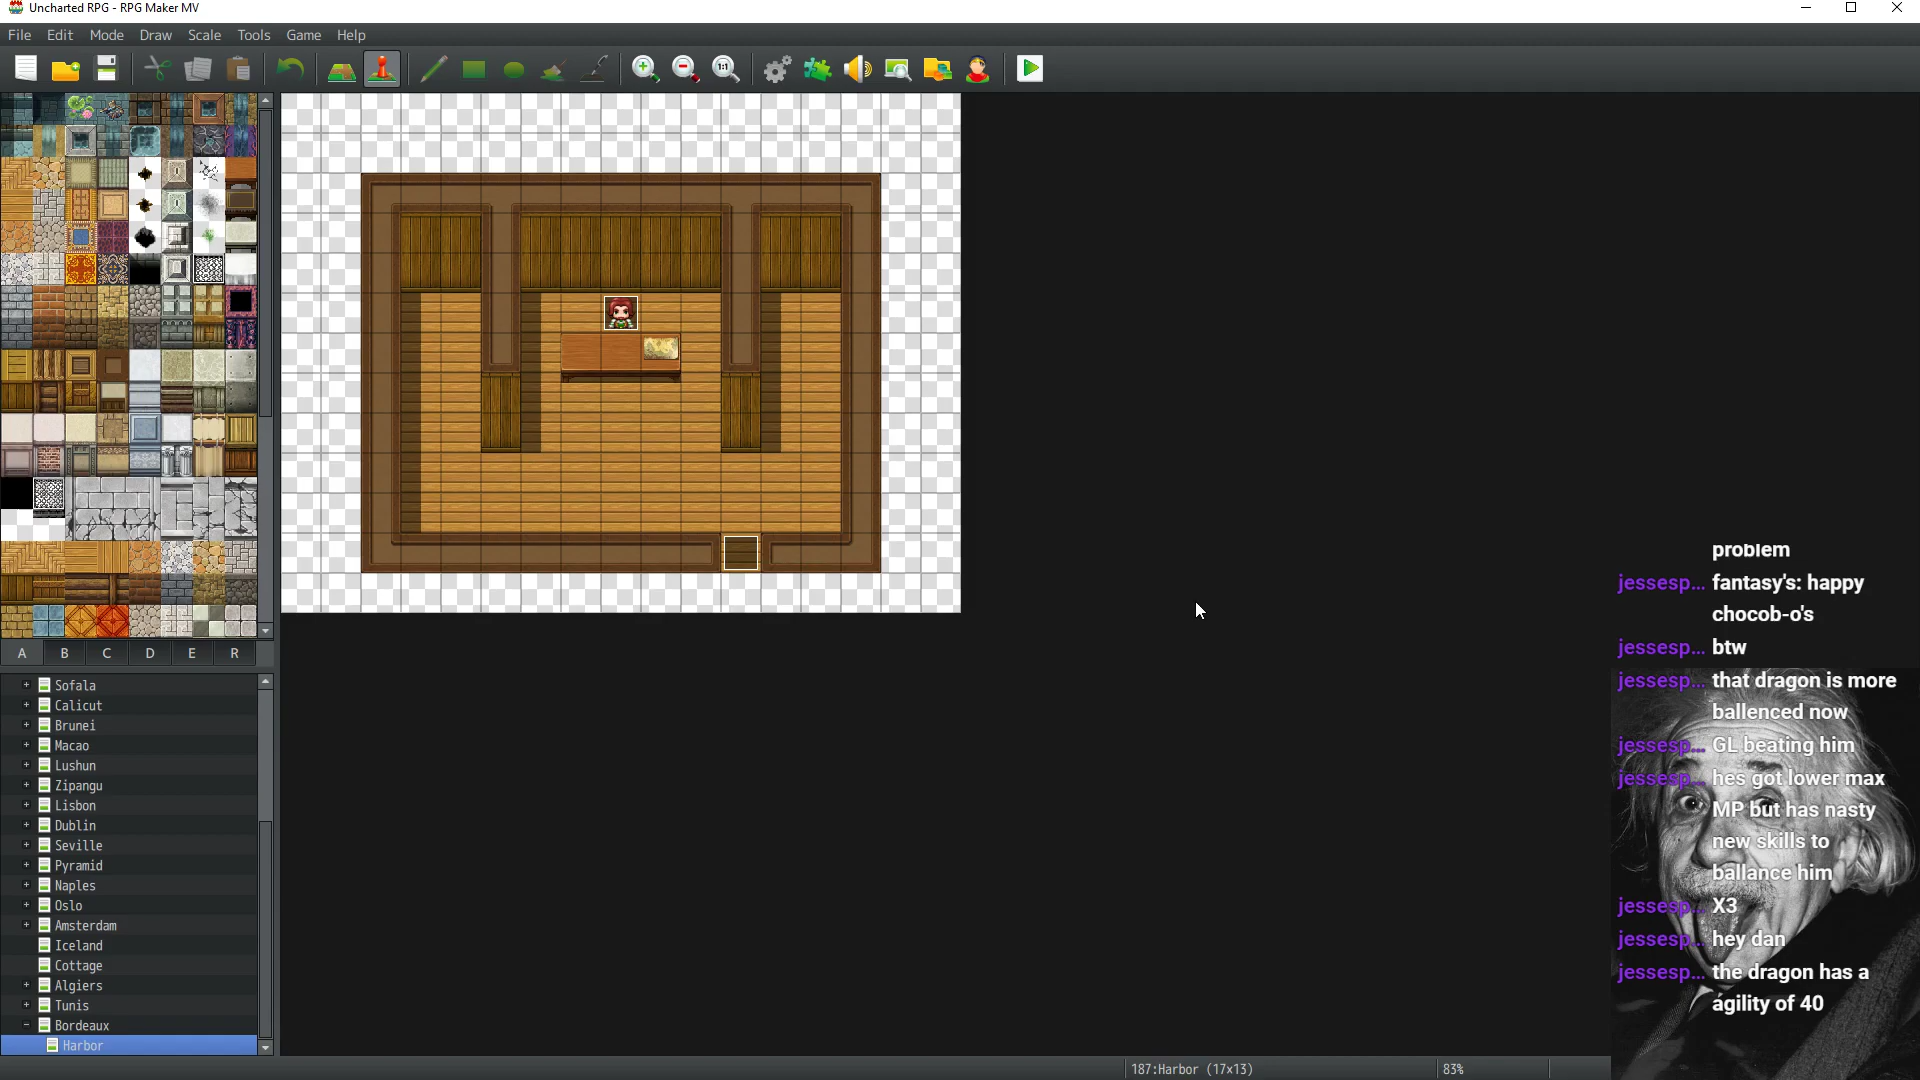 Uncharted RPG - RPG Maker MV
File Edit Mode Draw Scale Tools Game Help
1:1
A B C D E R
Sofala
Calicut
Brunei
Macao
Lushun
Zipangu
Lisbon
Dublin
Seville
Pyramid
Naples
Oslo
Amsterdam
Iceland
Cottage
Algiers
Tunis
Bordeaux
Harbor
problem
jessesp... fantasy's: happy
chocob-o's
jessesp... btw
jessesp... that dragon is more
ballenced now
jessesp... GL beating him
jessesp... hes got lower max
MP but has nasty
new skills to
ballance him
jessesp... X3
jessesp... hey dan
jessesp... the dragon has a
agility of 40
187:Harbor (17x13)
83%